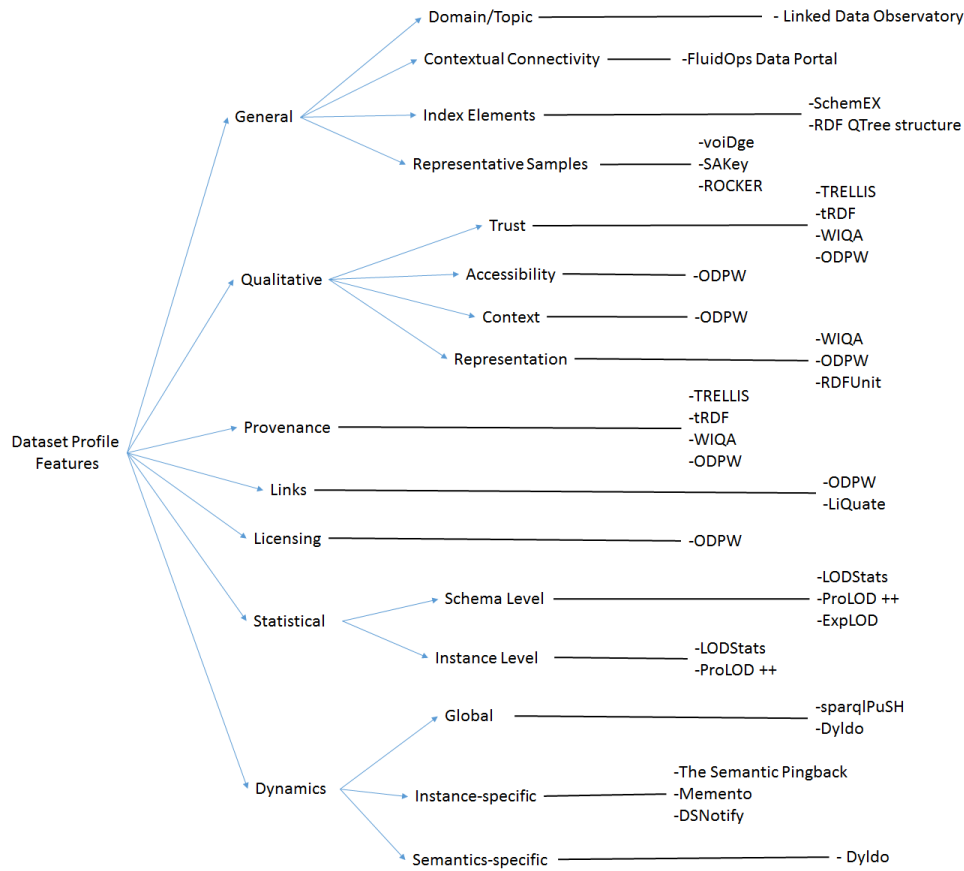 Domain/Topic
- Linked Data Observatory
Contextual Connectivity
-FluidOps Data Portal
General
Index Elements
-SchemEX
-RDF QTree structure
Representative Samples
-voiDge
-SAKey
-ROCKER
Qualitative
Trust
-TRELLIS
-tRDF
-WIQA
-ODPW
Accessibility
-ODPW
Context
-ODPW
Representation
-WIQA
-ODPW
-RDFUnit
Dataset Profile
Features
Provenance
-TRELLIS
-tRDF
-WIQA
-ODPW
Links
-ODPW
-LiQuate
Licensing
-ODPW
Statistical
Schema Level
-LODStats
-ProLOD ++
-ExpLOD
Instance Level
-LODStats
-ProLOD ++
Dynamics
Global
-sparqlPuSH
-Dyldo
Instance-specific
-The Semantic Pingback
-Memento
-DSNotify
Semantics-specific
- Dyldo